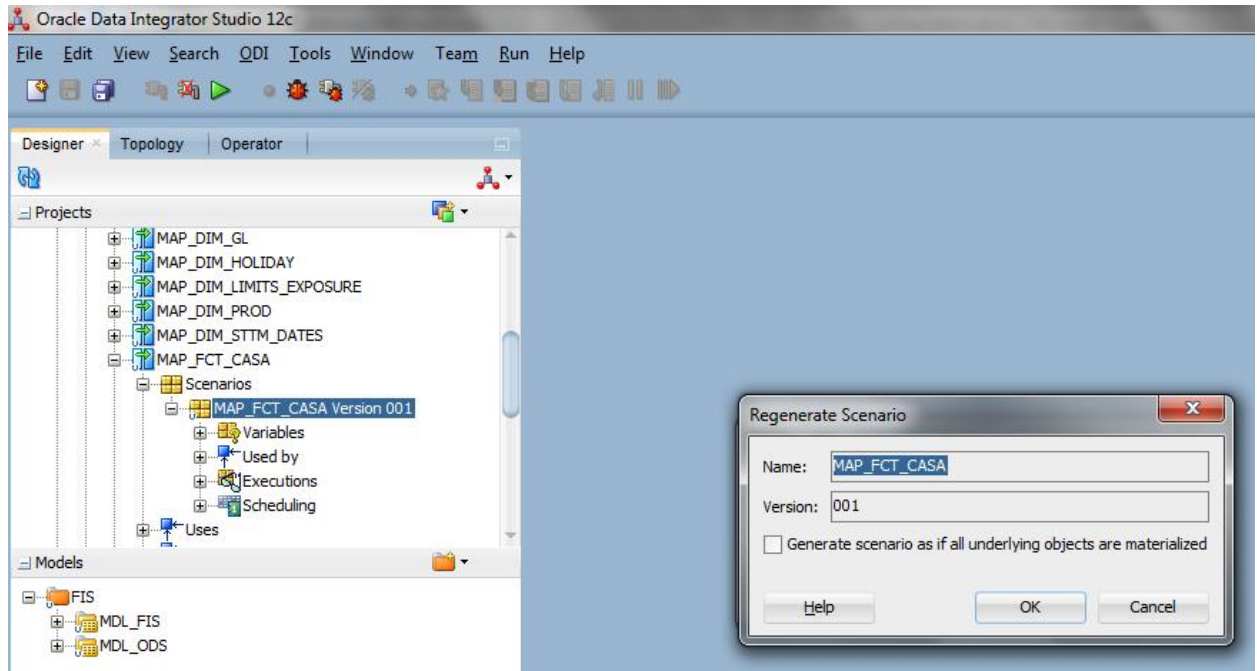 Oracle Data Integrator Studio 12c
File Edit View Search ODI Tools Window Team Run Help
Designer Topology Operator
Projects
MAP_DIM_GL
MAP_DIM_HOLIDAY
MAP_DIM_LIMITS_EXPOSURE
MAP_DIM_PROD
MAP_DIM_STTM_DATES
MAP_FCT_CASA
Scenarios
MAP_FCT_CASA Version 001
Variables
Used by
Executions
Scheduling
Uses
Models
FIS
MDL_FIS
MDL_ODS
Regenerate Scenario
Name: MAP_FCT_CASA
Version: 001
Generate scenario as if all underlying objects are materialized
Help OK Cancel